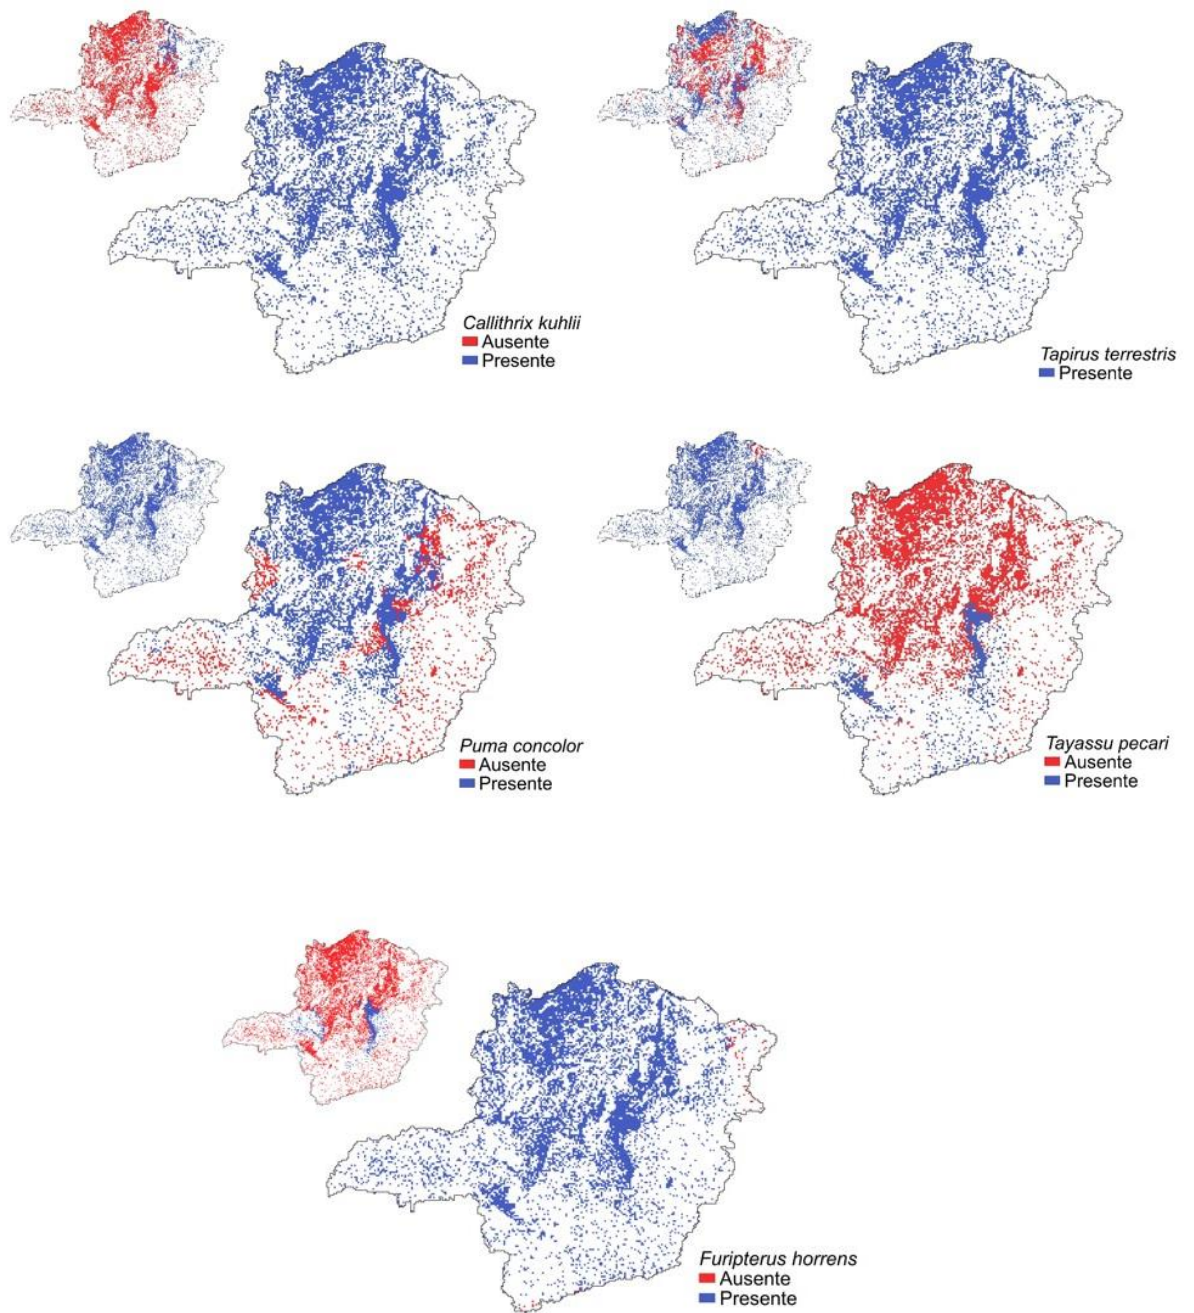 Callithrix kuhlii
Ausente
Presente
Tapirus terrestris
Presente
Puma concolor
Ausente
Presente
Tayassu pecari
Ausente
Presente
Furipterus horrens
Ausente
Presente